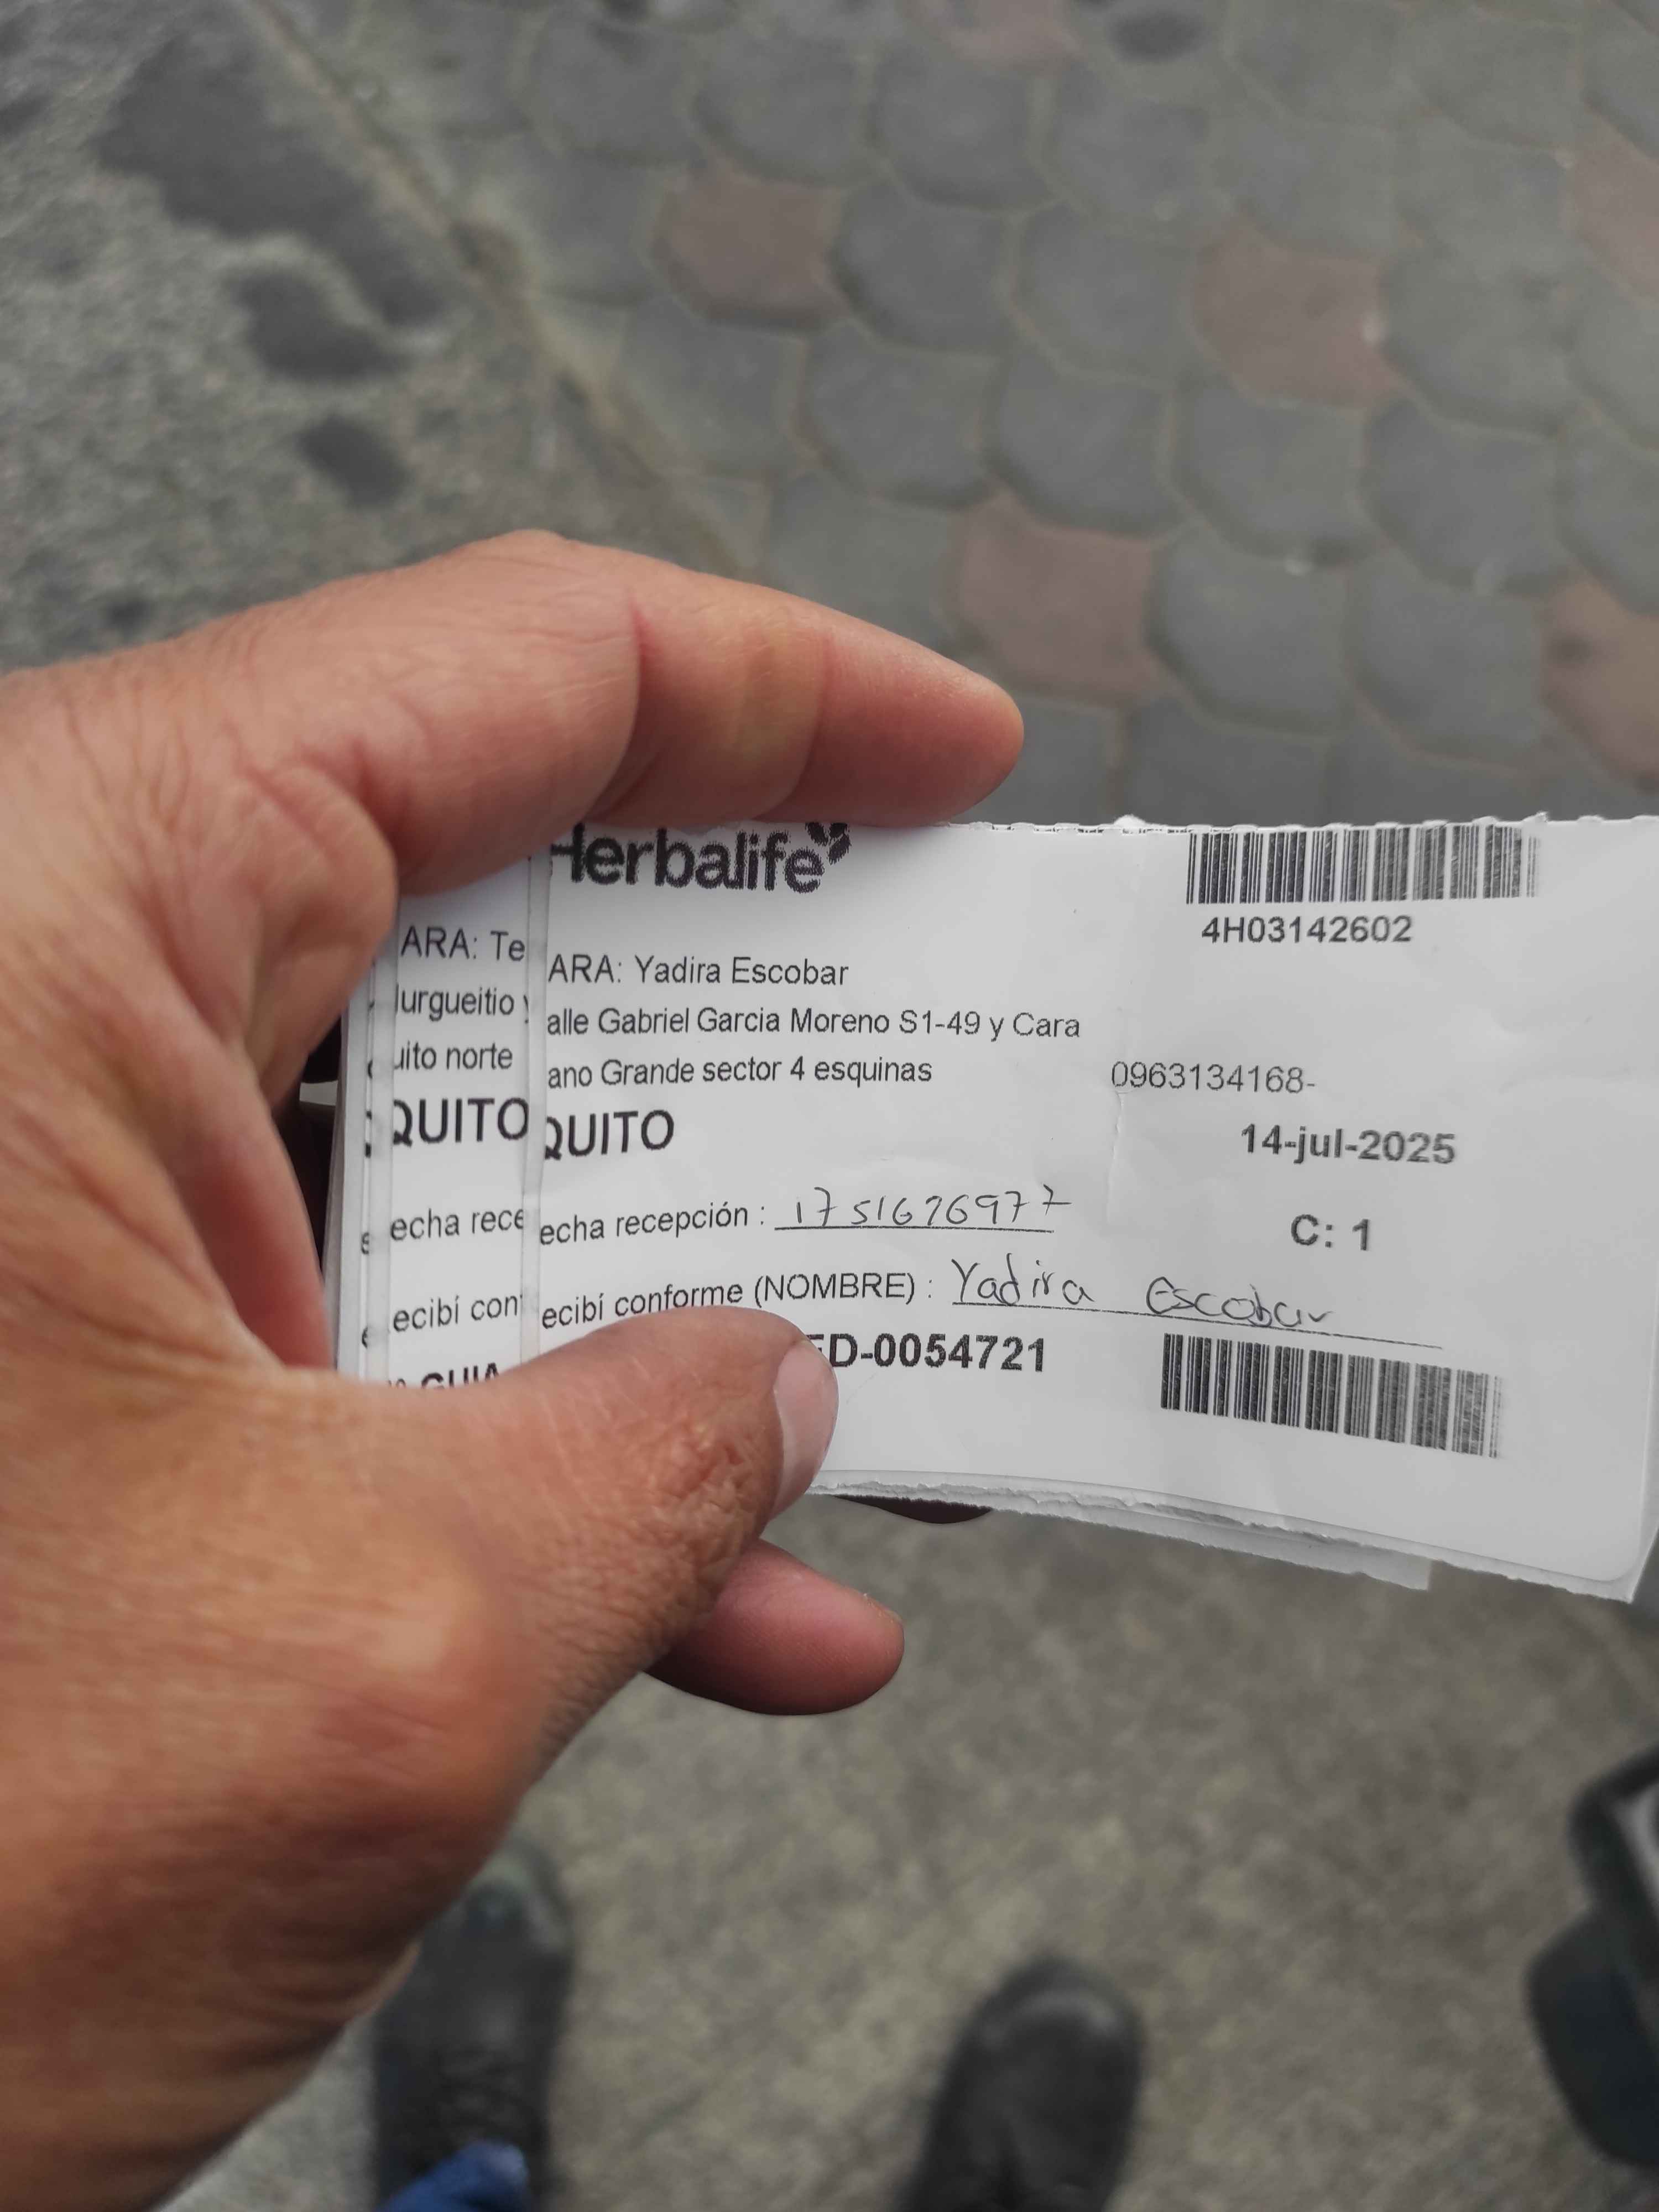 Herbalife
4H03142602
ARA: Yadira Escobar
alle Gabriel Garcia Moreno S1-49 y Cara
ano Grande sector 4 esquinas
0963134168-
QUITO
14-jul-2025
echa recepción : 1751676977
C: 1
ecibí conforme (NOMBRE) : Yadira Escobar
ED-0054721
ARA: Te
urgueitio y
uito norte
QUITO
echa rece
ecibí con
GUIA